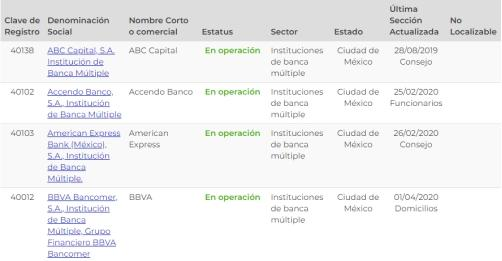 Clave de Registro
Denominación Social
Nombre Corto o comercial
Estatus
Sector
Estado
Última Sección Actualizada
No Localizable
40138
ABC Capital, S.A.
Institución de
Banca Múltiple
ABC Capital
En operación
Instituciones
de banca
múltiple
Ciudad de
México
28/08/2019
Consejo
40102
Accendo Banco,
S.A., Institución
de Banca Múltiple
Accendo Banco
En operación
Instituciones
de banca
múltiple
Ciudad de
México
25/02/2020
Funcionarios
40103
American Express
Bank (México),
S.A., Institución
de Banca
Múltiple.
American
Express
En operación
Instituciones
de banca
múltiple
Ciudad de
México
26/02/2020
Consejo
40012
BBVA Bancomer,
S.A., Institución
de Banca
Múltiple, Grupo
Financiero BBVA
Bancomer
BBVA
En operación
Instituciones
de banca
múltiple
Ciudad de
México
01/04/2020
Domicilios